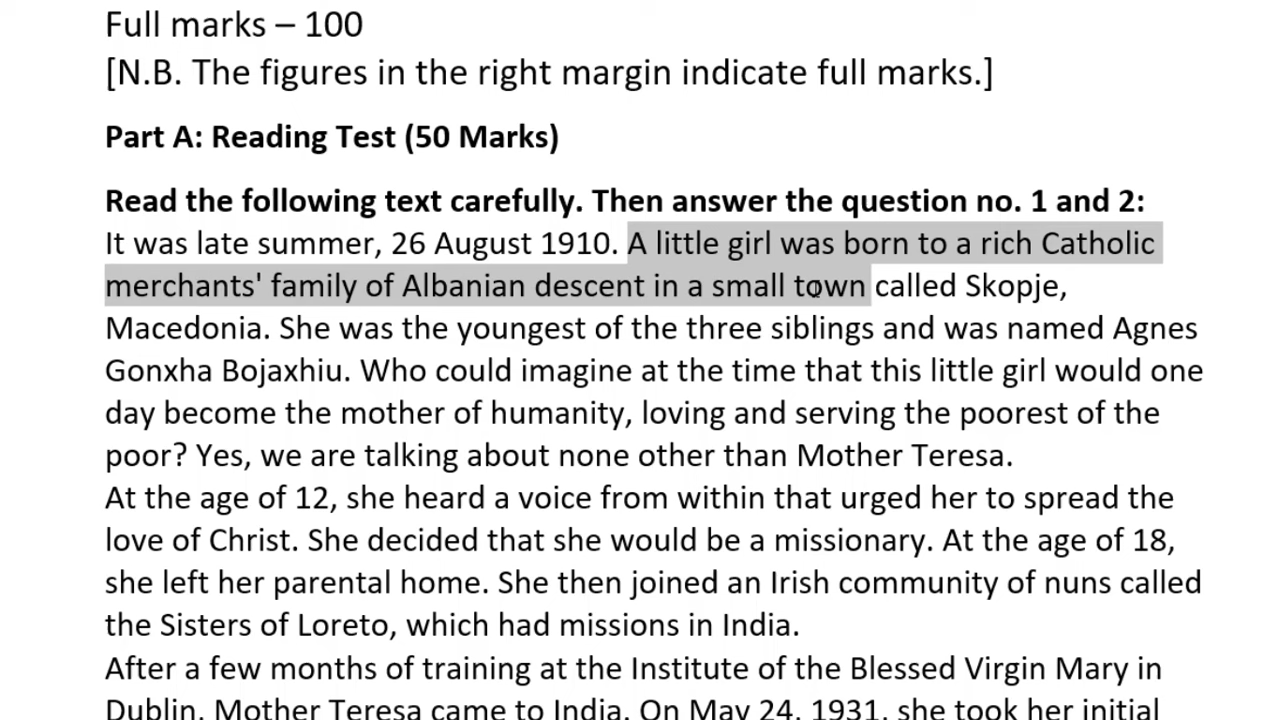 Full marks – 100
[N.B. The figures in the right margin indicate full marks.]
Part A: Reading Test (50 Marks)
Read the following text carefully. Then answer the question no. 1 and 2:
It was late summer, 26 August 1910. A little girl was born to a rich Catholic
merchants' family of Albanian descent in a small town called Skopje,
Macedonia. She was the youngest of the three siblings and was named Agnes
Gonxha Bojaxhiu. Who could imagine at the time that this little girl would one
day become the mother of humanity, loving and serving the poorest of the
poor? Yes, we are talking about none other than Mother Teresa.
At the age of 12, she heard a voice from within that urged her to spread the
love of Christ. She decided that she would be a missionary. At the age of 18,
she left her parental home. She then joined an Irish community of nuns called
the Sisters of Loreto, which had missions in India.
After a few months of training at the Institute of the Blessed Virgin Mary in
Dublin, Mother Teresa came to India. On May 24, 1931, she took her initial